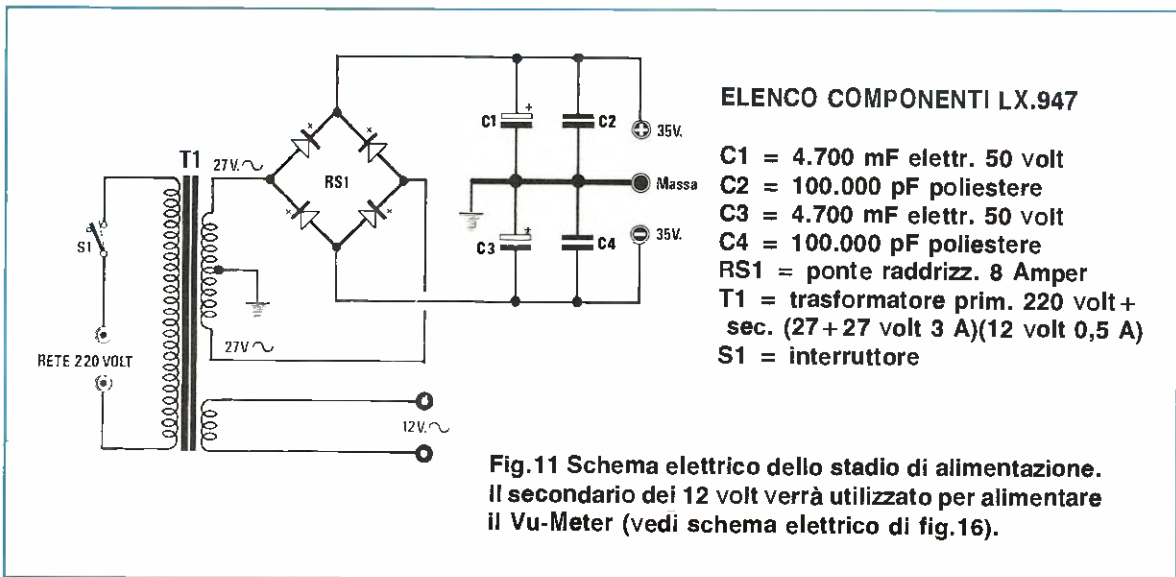 T1
27V.
S1
RETE 220 VOLT
27V
12V.
RS1
C1
+
C2
C3
+
C4
35V.
Massa
35V.
ELENCO COMPONENTI LX.947
C1 = 4.700 mF elettr. 50 volt
C2 = 100.000 pF poliestere
C3 = 4.700 mF elettr. 50 volt
C4 = 100.000 pF poliestere
RS1 = ponte raddrizz. 8 Amper
T1 = trasformatore prim. 220 volt+
sec. (27+27 volt 3 A)(12 volt 0,5 A)
S1 = interruttore
Fig.11 Schema elettrico dello stadio di alimentazione.
Il secondario dei 12 volt verrà utilizzato per alimentare
il Vu-Meter (vedi schema elettrico di fig.16).